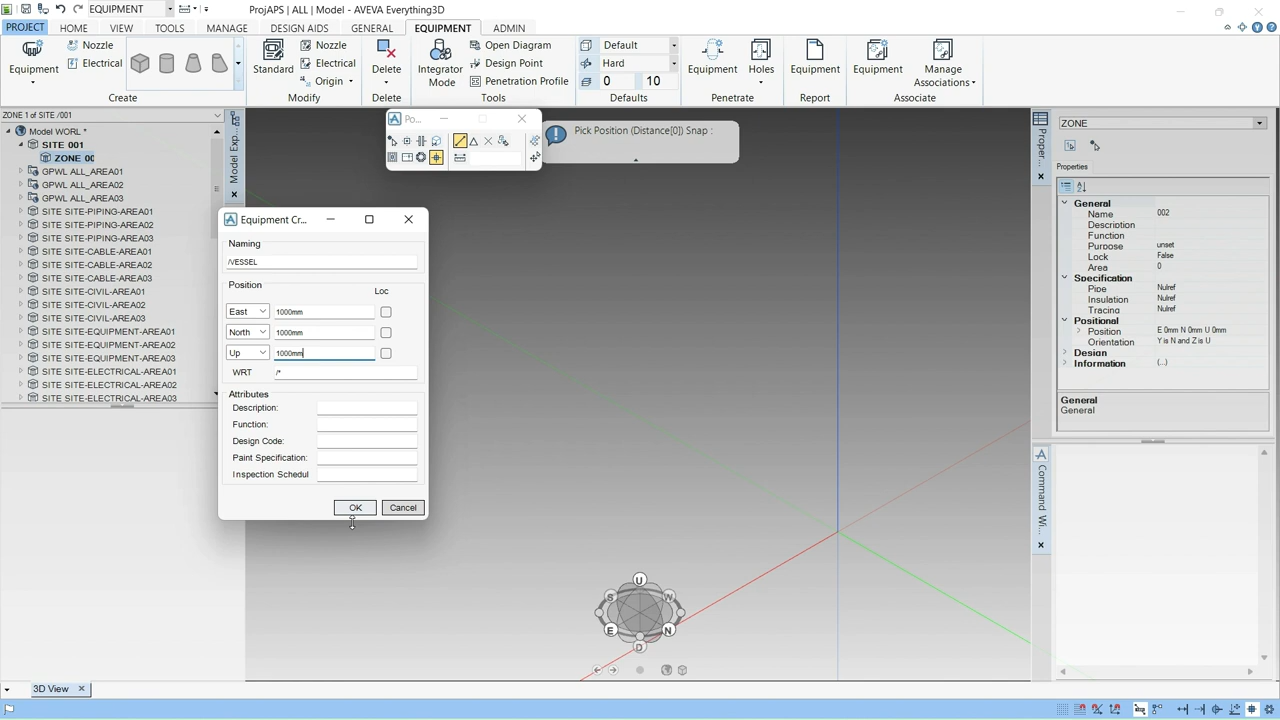 EQUIPMENT
ProjAPS | ALL | Model - AVEVA Everything3D
PROJECT HOME VIEW TOOLS MANAGE DESIGN AIDS GENERAL EQUIPMENT ADMIN
Equipment
Nozzle
Electrical
Create
Standard
Nozzle
Electrical
Origin
Modify
Delete
Delete
Integrator Mode
Open Diagram
Design Point
Penetration Profile
Tools
Default
Hard
0 10
Defaults
Equipment
Holes
Penetrate
Equipment
Report
Equipment
Manage Associations
Associate
ZONE 1 of SITE /001
Model WORL *
SITE 001
ZONE 00
GPWL ALL_AREA01
GPWL ALL_AREA02
GPWL ALL_AREA03
SITE SITE-PIPING-AREA01
SITE SITE-PIPING-AREA02
SITE SITE-PIPING-AREA03
SITE SITE-CABLE-AREA01
SITE SITE-CABLE-AREA02
SITE SITE-CABLE-AREA03
SITE SITE-CIVIL-AREA01
SITE SITE-CIVIL-AREA02
SITE SITE-CIVIL-AREA03
SITE SITE-EQUIPMENT-AREA01
SITE SITE-EQUIPMENT-AREA02
SITE SITE-EQUIPMENT-AREA03
SITE SITE-ELECTRICAL-AREA01
SITE SITE-ELECTRICAL-AREA02
SITE SITE-ELECTRICAL-AREA03
Model Exp...
Po...
Pick Position (Distance[0]) Snap :
Equipment Cr...
Naming
/VESSEL
Position
Loc
East 1000mm
North 1000mm
Up 1000mm
WRT /*
Attributes
Description:
Function:
Design Code:
Paint Specification:
Inspection Schedul
OK Cancel
U
S W
E N
D
Proper...
ZONE
Properties
General
Name 002
Description
Function
Purpose unset
Lock False
Area 0
Specification
Pipe Nulref
Insulation Nulref
Tracing Nulref
Positional
Position E 0mm N 0mm U 0mm
Orientation Y is N and Z is U
Design
Information (...)
General
General
Command Wi...
3D View